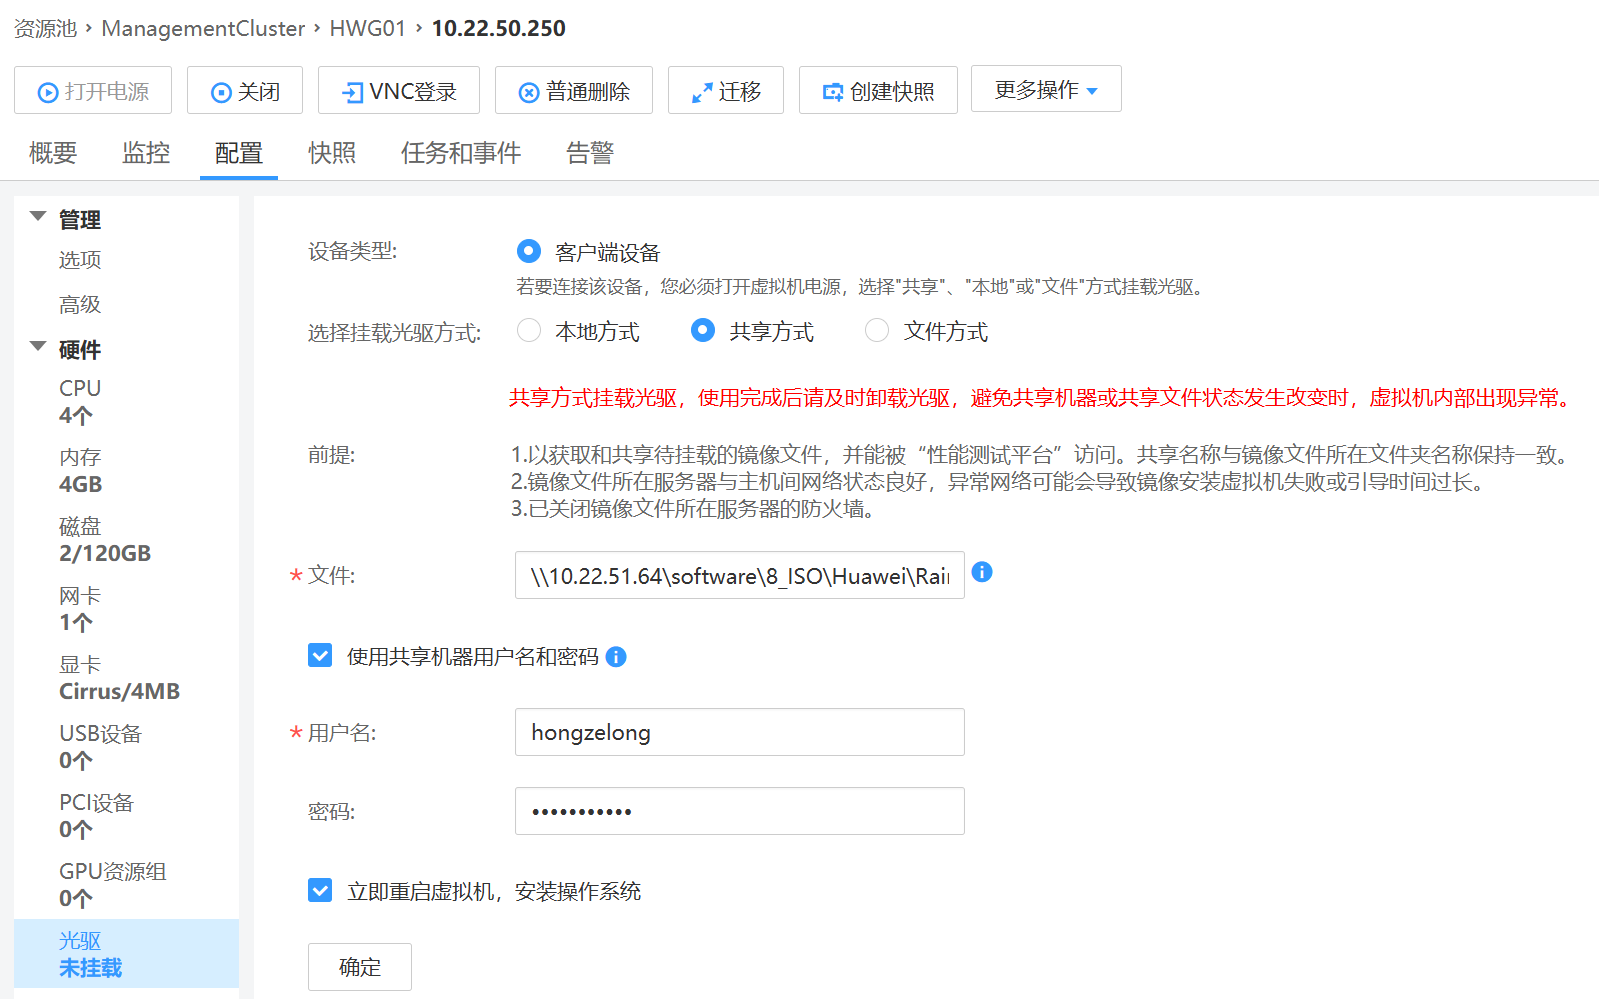 资源池 › ManagementCluster › HWG01 › 10.22.50.250
打开电源 关闭 VNC登录 普通删除 迁移 创建快照 更多操作
概要 监控 配置 快照 任务和事件 告警
管理
选项
高级
硬件
CPU
4个
内存
4GB
磁盘
2/120GB
网卡
1个
显卡
Cirrus/4MB
USB设备
0个
PCI设备
0个
GPU资源组
0个
光驱
未挂载
设备类型: 客户端设备
若要连接该设备，您必须打开虚拟机电源，选择"共享"、"本地"或"文件"方式挂载光驱。
选择挂载光驱方式: 本地方式 共享方式 文件方式
共享方式挂载光驱，使用完成后请及时卸载光驱，避免共享机器或共享文件状态发生改变时，虚拟机内部出现异常。
前提: 1.以获取和共享待挂载的镜像文件，并能被“性能测试平台”访问。共享名称与镜像文件所在文件夹名称保持一致。
2.镜像文件所在服务器与主机间网络状态良好，异常网络可能会导致镜像安装虚拟机失败或引导时间过长。
3.已关闭镜像文件所在服务器的防火墙。
* 文件: \\10.22.51.64\software\8_ISO\Huawei\Rai
使用共享机器用户名和密码
* 用户名: hongzelong
密码: •••••••••••
立即重启虚拟机，安装操作系统
确定